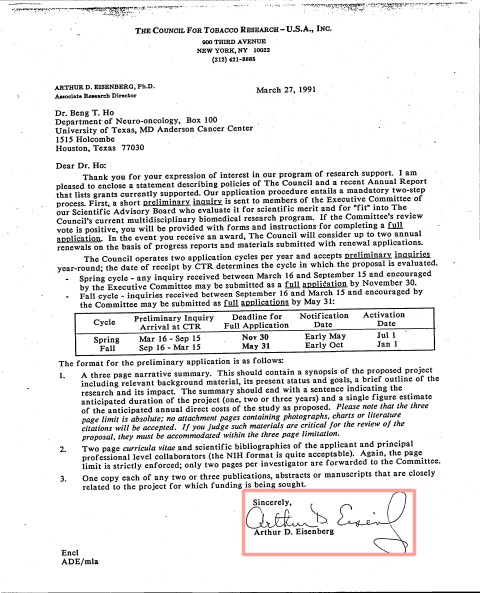 THE COUNCIL FOR TOBACCO RESEARCH – U.S.A., INC.
900 THIRD AVENUE
NEW YORK, NY 10022
(212) 421-8885
ARTHUR D. EISENBERG, Ph.D.
Associate Research Director
March 27, 1991
Dr. Beng T. Ho
Department of Neuro-oncology, Box 100
University of Texas, MD Anderson Cancer Center
1515 Holcombe
Houston, Texas 77030
Dear Dr. Ho:
Thank you for your expression of interest in our program of research support. I am
pleased to enclose a statement describing policies of The Council and a recent Annual Report
that lists grants currently supported. Our application procedure entails a mandatory two-step
process. First, a short preliminary inquiry is sent to members of the Executive Committee of
our Scientific Advisory Board who evaluate it for scientific merit and for "fit" into The
Council's current multidisciplinary biomedical research program. If the Committee's review
vote is positive, you will be provided with forms and instructions for completing a full
application. In the event you receive an award, The Council will consider up to two annual
renewals on the basis of progress reports and materials submitted with renewal applications.
The Council operates two application cycles per year and accepts preliminary inquiries
year-round; the date of receipt by CTR determines the cycle in which the proposal is evaluated.
- Spring cycle - any inquiry received between March 16 and September 15 and encouraged
by the Executive Committee may be submitted as a full application by November 30.
- Fall cycle - inquiries received between September 16 and March 15 and encouraged by
the Committee may be submitted as full applications by May 31:
Cycle Preliminary Inquiry Arrival at CTR Deadline for Full Application Notification Date Activation Date
Spring Mar 16 - Sep 15 Nov 30 Early May Jul 1
Fall Sep 16 - Mar 15 May 31 Early Oct Jan 1
The format for the preliminary application is as follows:
1. A three page narrative summary. This should contain a synopsis of the proposed project
including relevant background material, its present status and goals, a brief outline of the
research and its impact. The summary should end with a sentence indicating the
anticipated duration of the project (one, two or three years) and a single figure estimate
of the anticipated annual direct costs of the study as proposed. Please note that the three
page limit is absolute; no attachment pages containing photographs, charts or literature
citations will be accepted. If you judge such materials are critical for the review of the
proposal, they must be accommodated within the three page limitation.
2. Two page curricula vitae and scientific bibliographies of the applicant and principal
professional level collaborators (the NIH format is quite acceptable). Again, the page
limit is strictly enforced; only two pages per investigator are forwarded to the Committee.
3. One copy each of any two or three publications, abstracts or manuscripts that are closely
related to the project for which funding is being sought.
Sincerely,
Arthur D Eisenberg
Arthur D. Eisenberg
Encl
ADE/mla